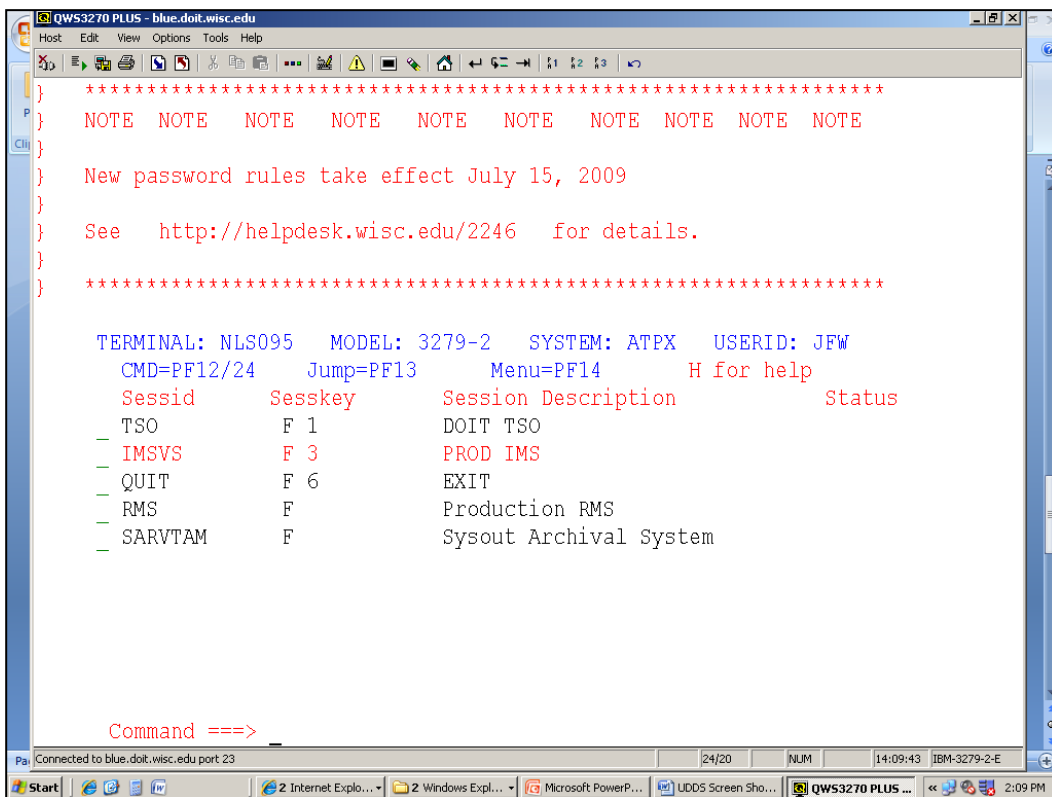 QWS3270 PLUS - blue.doit.wisc.edu
Host Edit View Options Tools Help
} *****************************************************************
} NOTE NOTE NOTE NOTE NOTE NOTE NOTE NOTE NOTE NOTE
}
} New password rules take effect July 15, 2009
}
} See http://helpdesk.wisc.edu/2246 for details.
}
} *****************************************************************
TERMINAL: NLS095 MODEL: 3279-2 SYSTEM: ATPX USERID: JFW
CMD=PF12/24 Jump=PF13 Menu=PF14 H for help
Sessid Sesskey Session Description Status
_ TSO F 1 DOIT TSO
_ IMSVS F 3 PROD IMS
_ QUIT F 6 EXIT
_ RMS F Production RMS
_ SARVTAM F Sysout Archival System
Command ===> _
Connected to blue.doit.wisc.edu port 23 24/20 NUM 14:09:43 IBM-3279-2-E
Start 2 Internet Explo... 2 Windows Expl... Microsoft PowerP... UDDS Screen Sho... QWS3270 PLUS ... « 2:09 PM